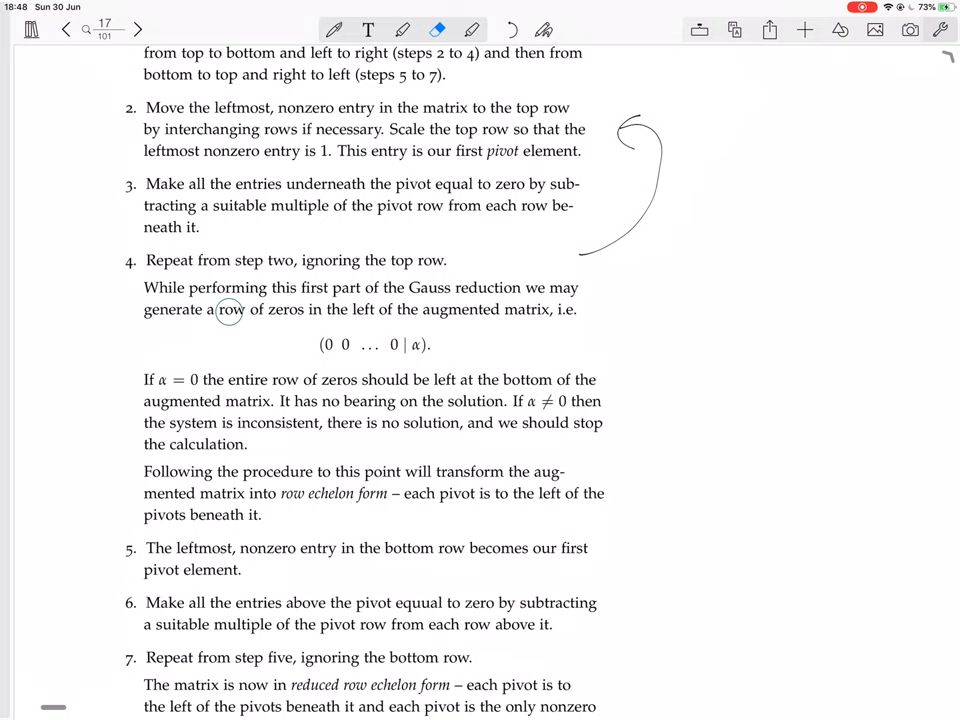 18:48 Sun 30 Jun
73%
17
101
T
from top to bottom and left to right (steps 2 to 4) and then from
bottom to top and right to left (steps 5 to 7).
2. Move the leftmost, nonzero entry in the matrix to the top row
by interchanging rows if necessary. Scale the top row so that the
leftmost nonzero entry is 1. This entry is our first pivot element.
3. Make all the entries underneath the pivot equal to zero by sub-
tracting a suitable multiple of the pivot row from each row be-
neath it.
4. Repeat from step two, ignoring the top row.
While performing this first part of the Gauss reduction we may
generate a row of zeros in the left of the augmented matrix, i.e.
(0 0 … 0 | α).
If α = 0 the entire row of zeros should be left at the bottom of the
augmented matrix. It has no bearing on the solution. If α ≠ 0 then
the system is inconsistent, there is no solution, and we should stop
the calculation.
Following the procedure to this point will transform the aug-
mented matrix into row echelon form – each pivot is to the left of the
pivots beneath it.
5. The leftmost, nonzero entry in the bottom row becomes our first
pivot element.
6. Make all the entries above the pivot equual to zero by subtracting
a suitable multiple of the pivot row from each row above it.
7. Repeat from step five, ignoring the bottom row.
The matrix is now in reduced row echelon form – each pivot is to
the left of the pivots beneath it and each pivot is the only nonzero